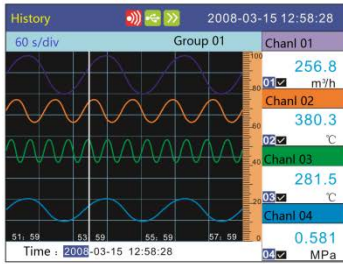 History 2008-03-15 12:58:28
60 s/div Group 01 Chanl 01
100
256.8
01 m³/h
80
Chanl 02
380.3
60
02 ℃
Chanl 03
40
281.5
03 ℃
20
Chanl 04
0.581
0
04 MPa
51: 59 53: 59 55: 59 57: 59
Time : 2008-03-15 12:58:28